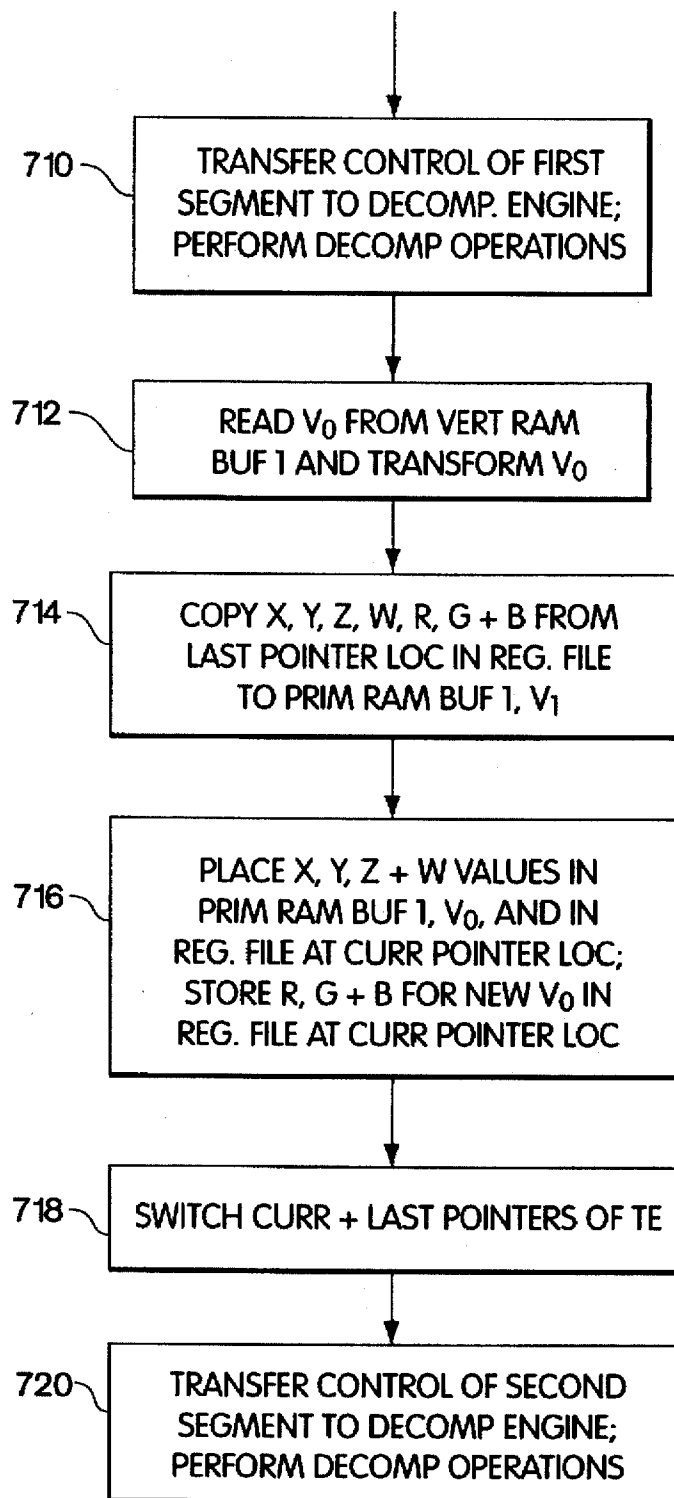 710
TRANSFER CONTROL OF FIRST
SEGMENT TO DECOMP. ENGINE;
PERFORM DECOMP OPERATIONS
712
READ V0 FROM VERT RAM
BUF 1 AND TRANSFORM V0
714
COPY X, Y, Z, W, R, G + B FROM
LAST POINTER LOC IN REG. FILE
TO PRIM RAM BUF 1, V1
716
PLACE X, Y, Z + W VALUES IN
PRIM RAM BUF 1, V0, AND IN
REG. FILE AT CURR POINTER LOC;
STORE R, G + B FOR NEW V0 IN
REG. FILE AT CURR POINTER LOC
718
SWITCH CURR + LAST POINTERS OF TE
720
TRANSFER CONTROL OF SECOND
SEGMENT TO DECOMP ENGINE;
PERFORM DECOMP OPERATIONS